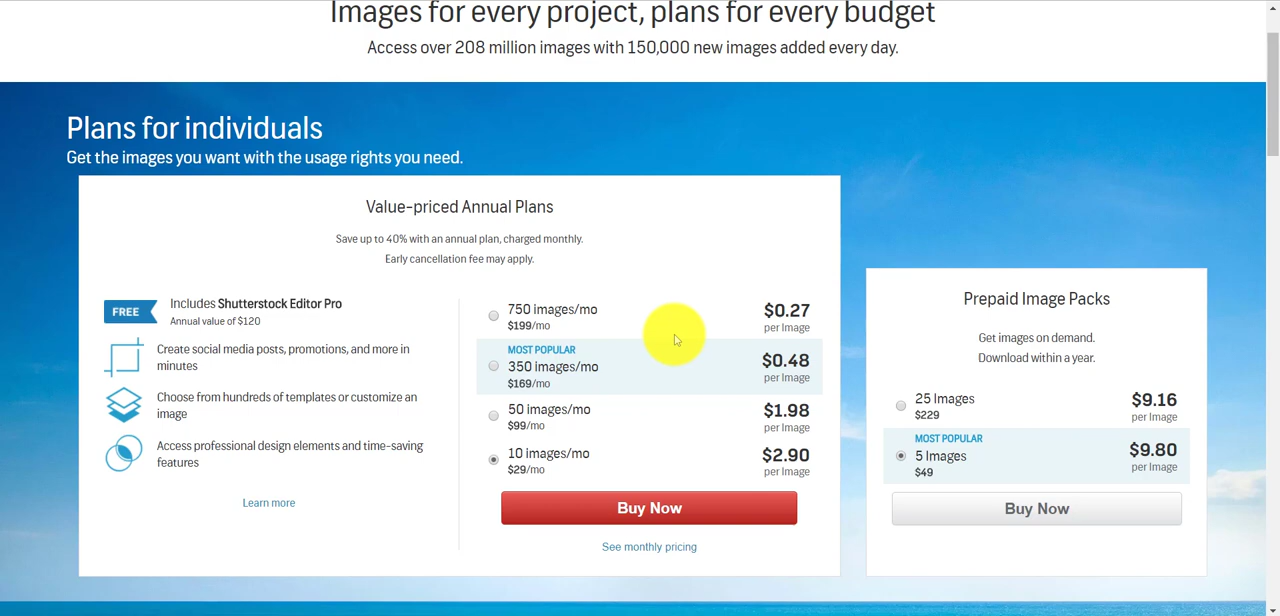 Images for every project, plans for every budget
Access over 208 million images with 150,000 new images added every day.
Plans for individuals
Get the images you want with the usage rights you need.
Value-priced Annual Plans
Save up to 40% with an annual plan, charged monthly.
Early cancellation fee may apply.
FREE
Includes Shutterstock Editor Pro
Annual value of $120
Create social media posts, promotions, and more in
minutes
Choose from hundreds of templates or customize an
image
Access professional design elements and time-saving
features
Learn more
750 images/mo
$199/mo
$0.27
per Image
MOST POPULAR
350 images/mo
$169/mo
$0.48
per Image
50 images/mo
$99/mo
$1.98
per Image
10 images/mo
$29/mo
$2.90
per Image
Buy Now
See monthly pricing
Prepaid Image Packs
Get images on demand.
Download within a year.
25 Images
$229
$9.16
per Image
MOST POPULAR
5 Images
$49
$9.80
per Image
Buy Now